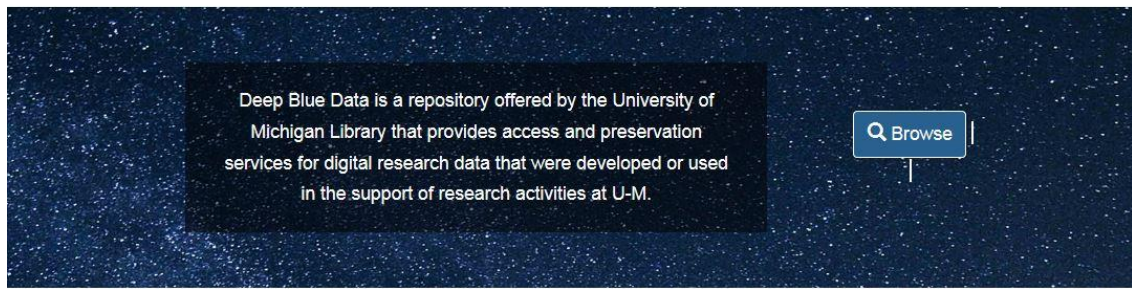 Deep Blue Data is a repository offered by the University of
Michigan Library that provides access and preservation
services for digital research data that were developed or used
in the support of research activities at U-M.
Browse